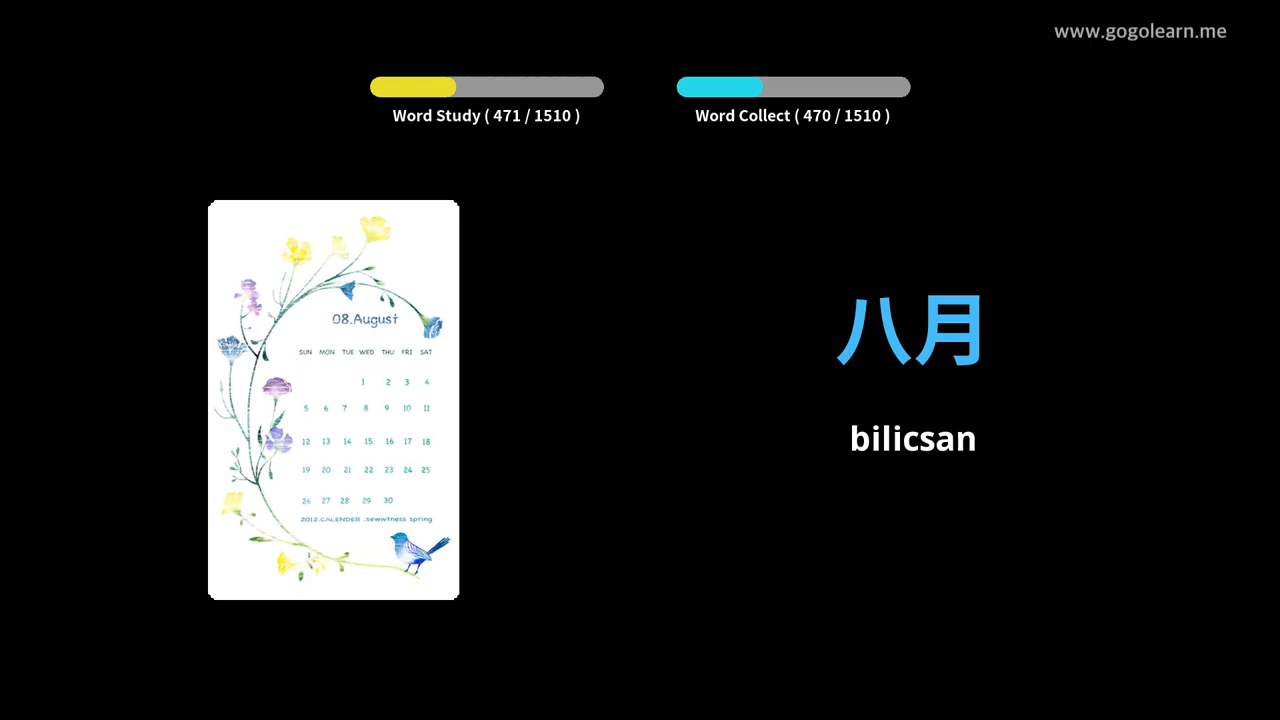 www.gogolearn.me
Word Study ( 471 / 1510 )
Word Collect ( 470 / 1510 )
08.August
SUN MON TUE WED THU FRI SAT
1 2 3 4
5 6 7 8 9 10 11
12 13 14 15 16 17 18
19 20 21 22 23 24 25
26 27 28 29 30
2012.CALENDER .sewwtness spring
八月
bilicsan